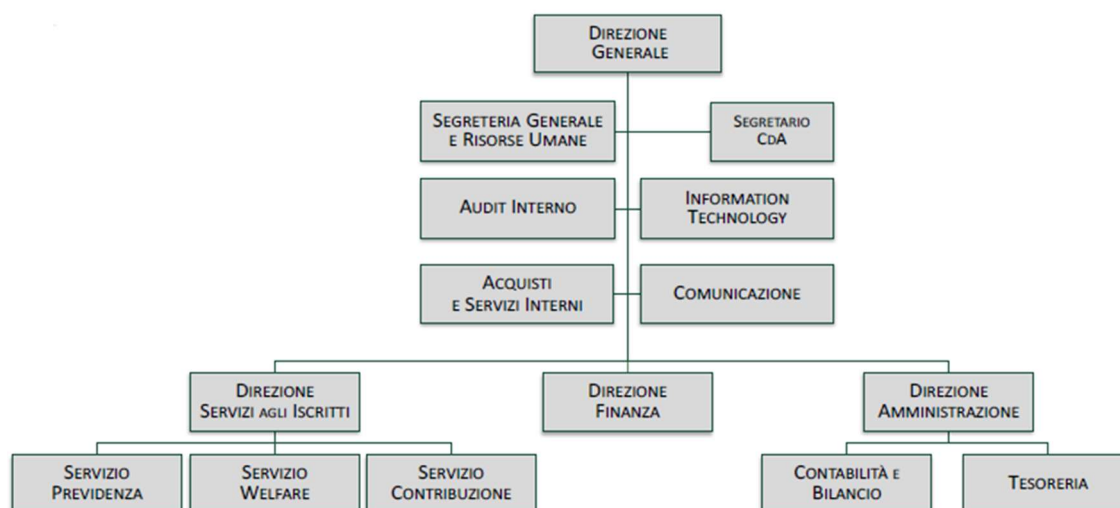 DIREZIONE
GENERALE
SEGRETERIA GENERALE
E RISORSE UMANE
SEGRETARIO
CDA
AUDIT INTERNO
INFORMATION
TECHNOLOGY
ACQUISTI
E SERVIZI INTERNI
COMUNICAZIONE
DIREZIONE
SERVIZI AGLI ISCRITTI
DIREZIONE
FINANZA
DIREZIONE
AMMINISTRAZIONE
SERVIZIO
PREVIDENZA
SERVIZIO
WELFARE
SERVIZIO
CONTRIBUZIONE
CONTABILITÀ E
BILANCIO
TESORERIA